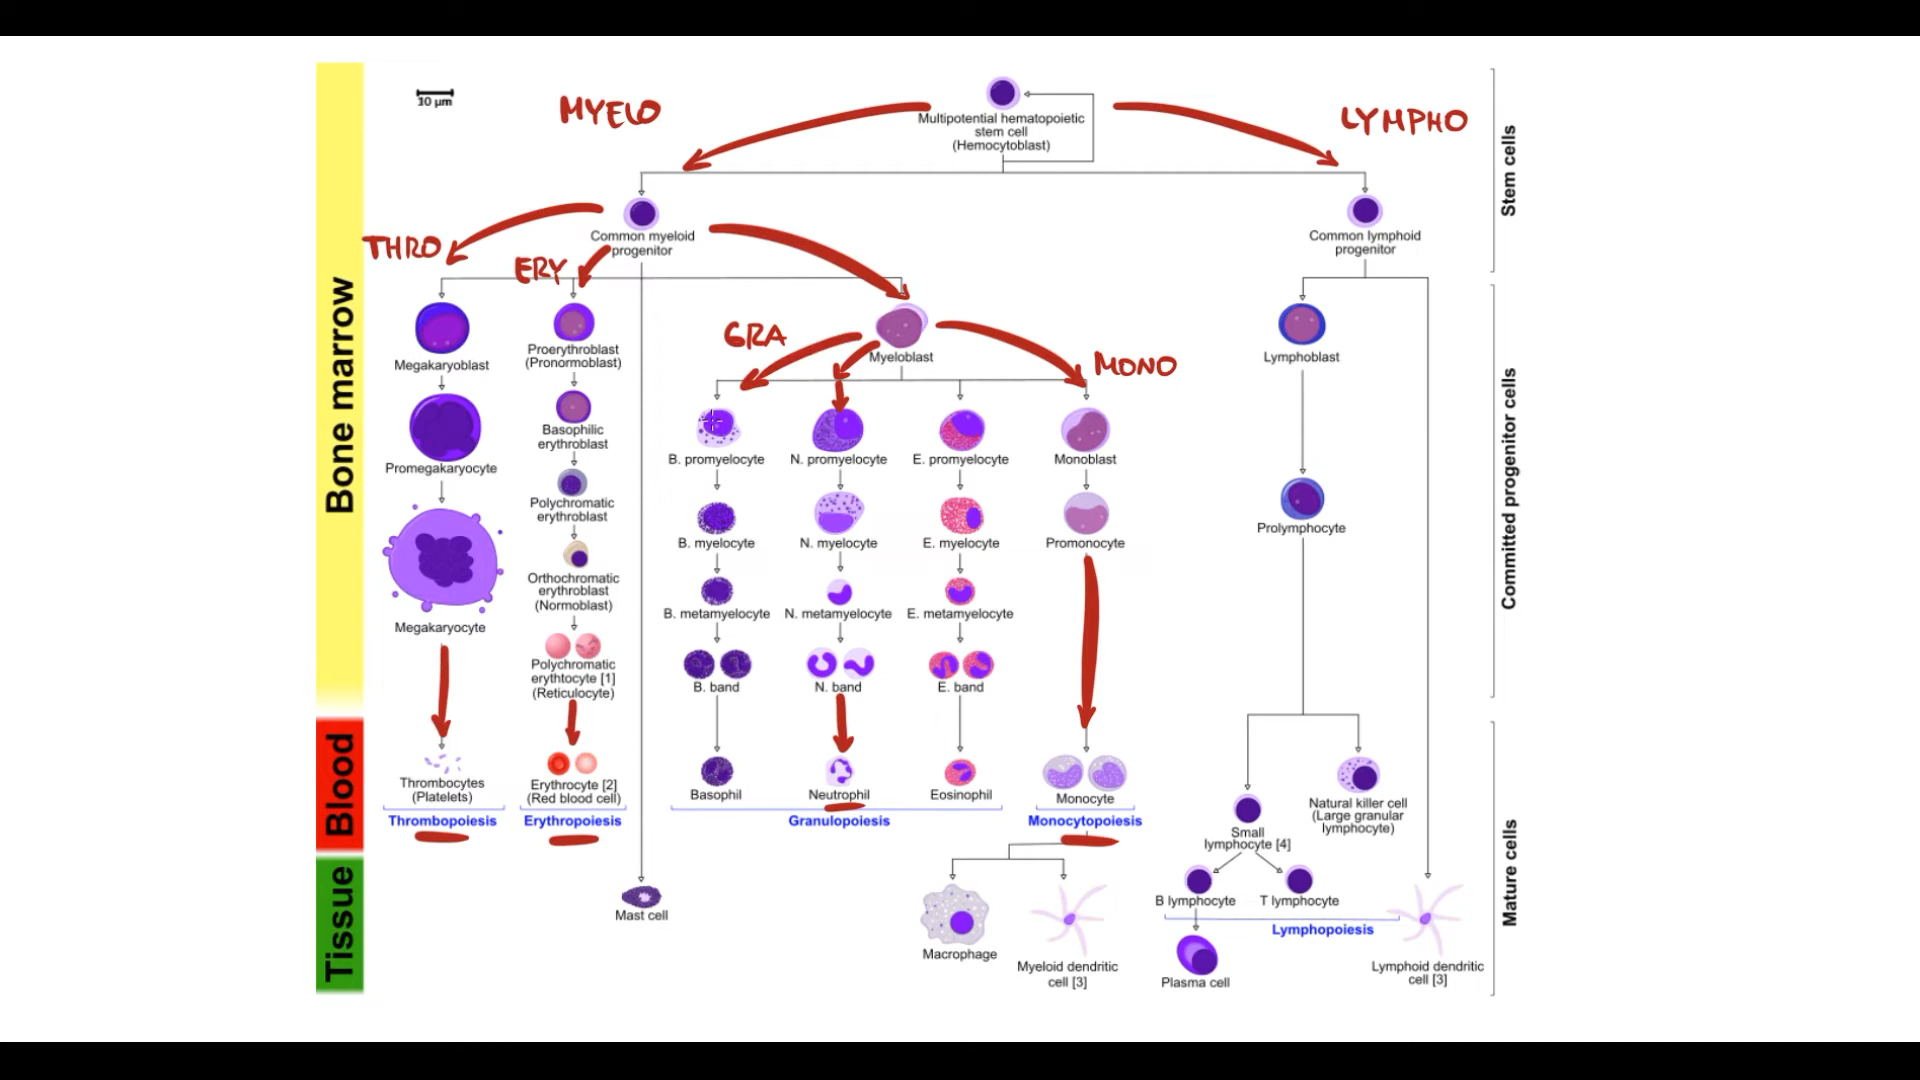 10 µm
MYELO
LYMPHO
Multipotential hematopoietic
stem cell
(Hemocytoblast)
Stem cells
Common myeloid
progenitor
Common lymphoid
progenitor
THRO
ERY
Bone marrow
Megakaryoblast
Proerythroblast
(Pronormoblast)
GRA
Myeloblast
MONO
Lymphoblast
Promegakaryocyte
Basophilic
erythroblast
B. promyelocyte
N. promyelocyte
E. promyelocyte
Monoblast
Committed progenitor cells
Polychromatic
erythroblast
B. myelocyte
N. myelocyte
E. myelocyte
Promonocyte
Prolymphocyte
Orthochromatic
erythroblast
(Normoblast)
Megakaryocyte
B. metamyelocyte
N. metamyelocyte
E. metamyelocyte
Polychromatic
erythtocyte [1]
(Reticulocyte)
B. band
N. band
E. band
Blood
Thrombocytes
(Platelets)
Erythrocyte [2]
(Red blood cell)
Basophil
Neutrophil
Eosinophil
Monocyte
Natural killer cell
(Large granular
lymphocyte)
Small
lymphocyte [4]
Thrombopoiesis
Erythropoiesis
Granulopoiesis
Monocytopoiesis
Mature cells
Tissue
Mast cell
B lymphocyte
T lymphocyte
Lymphopoiesis
Macrophage
Myeloid dendritic
cell [3]
Plasma cell
Lymphoid dendritic
cell [3]